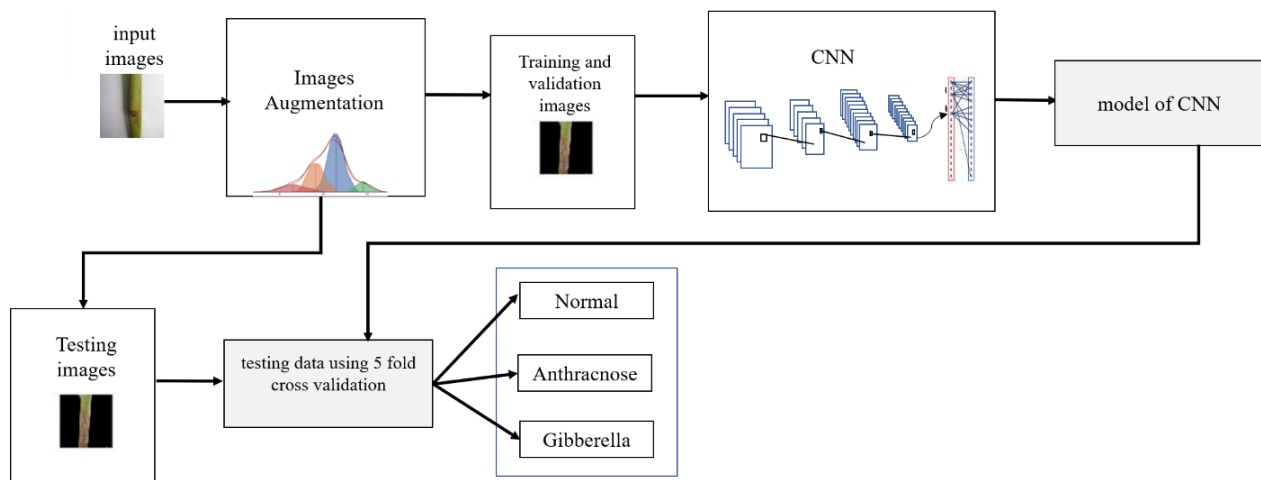 input
images
Images
Augmentation
Training and
validation
images
CNN
model of CNN
Testing
images
testing data using 5 fold
cross validation
Normal
Anthracnose
Gibberella